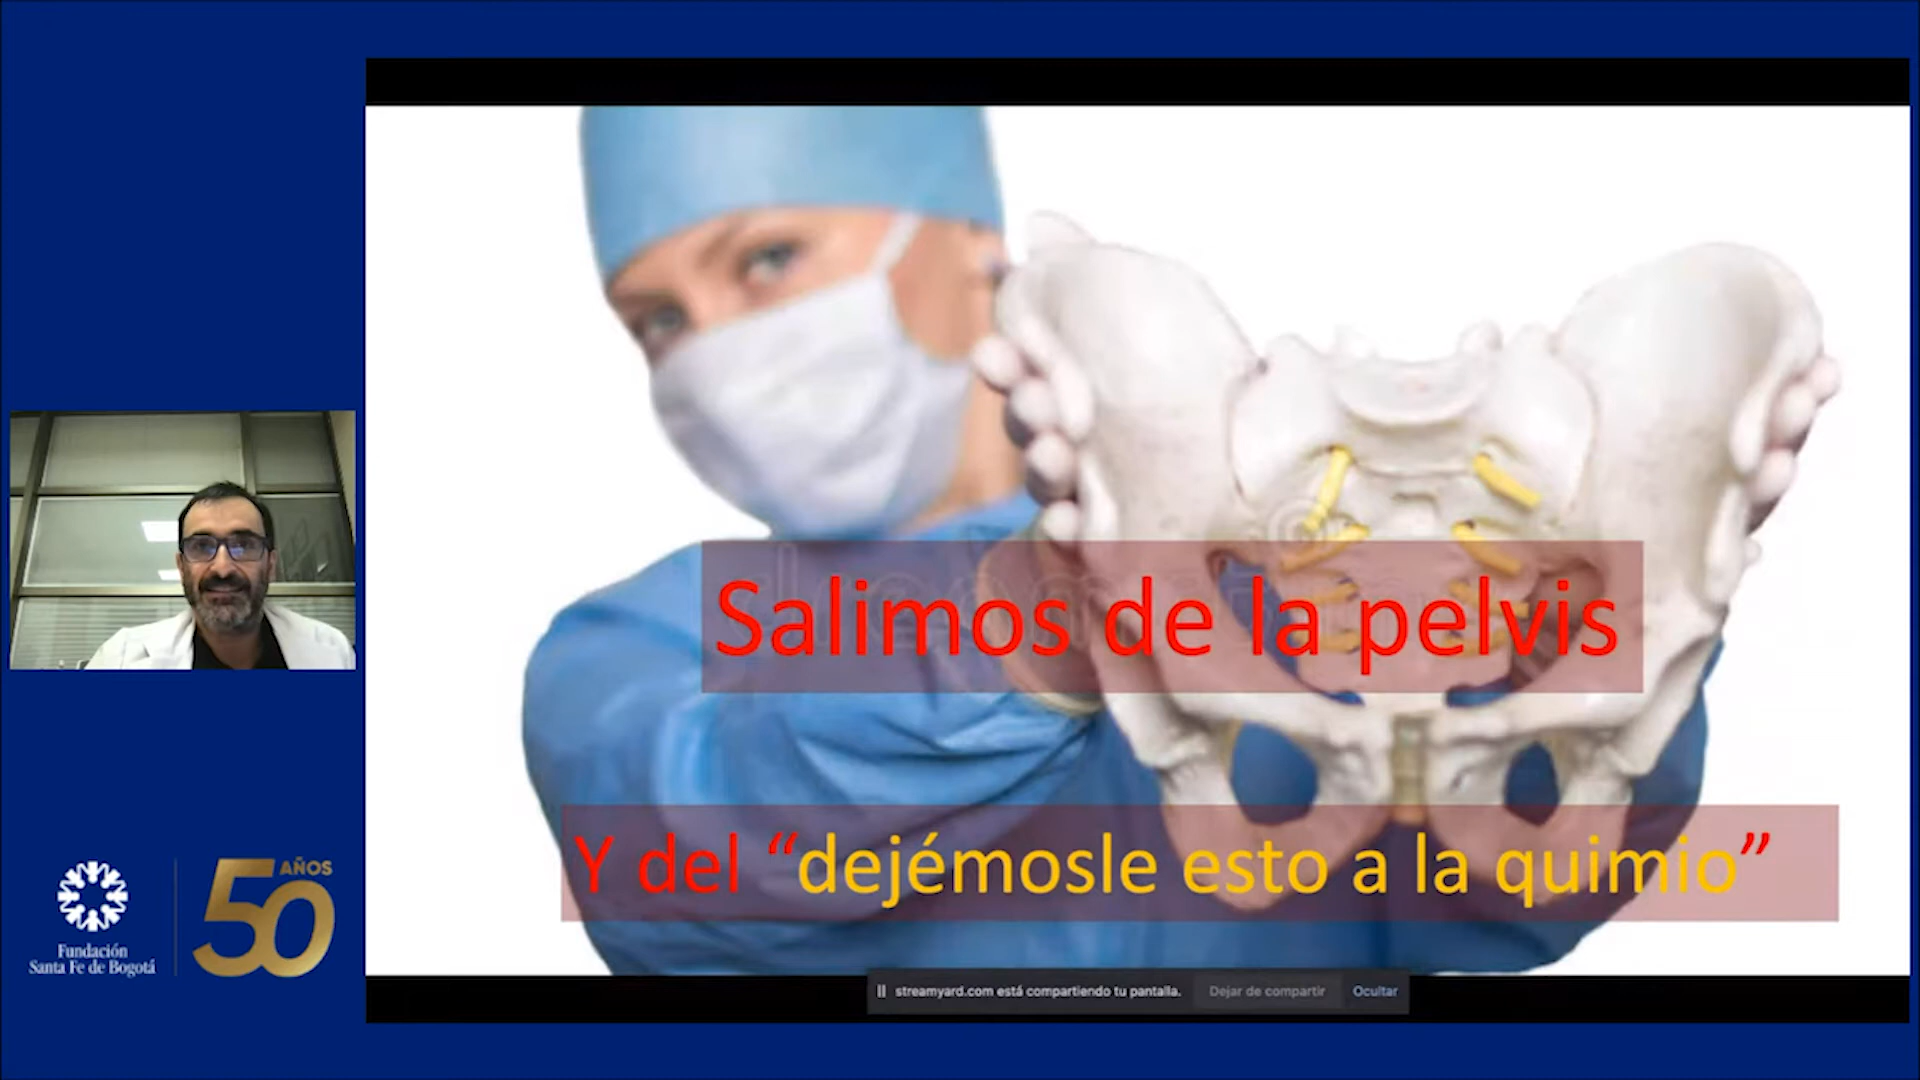 Salimos de la pelvis
Y del “dejémosle esto a la quimio”
streamyard.com está compartiendo tu pantalla.
Dejar de compartir
Ocultar
Fundación
Santa Fe de Bogotá
50 AÑOS